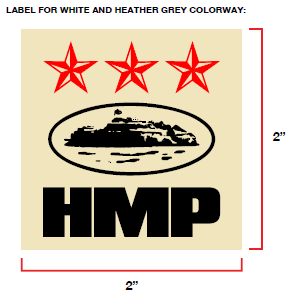 LABEL FOR WHITE AND HEATHER GREY COLORWAY:
HMP
2"
2"